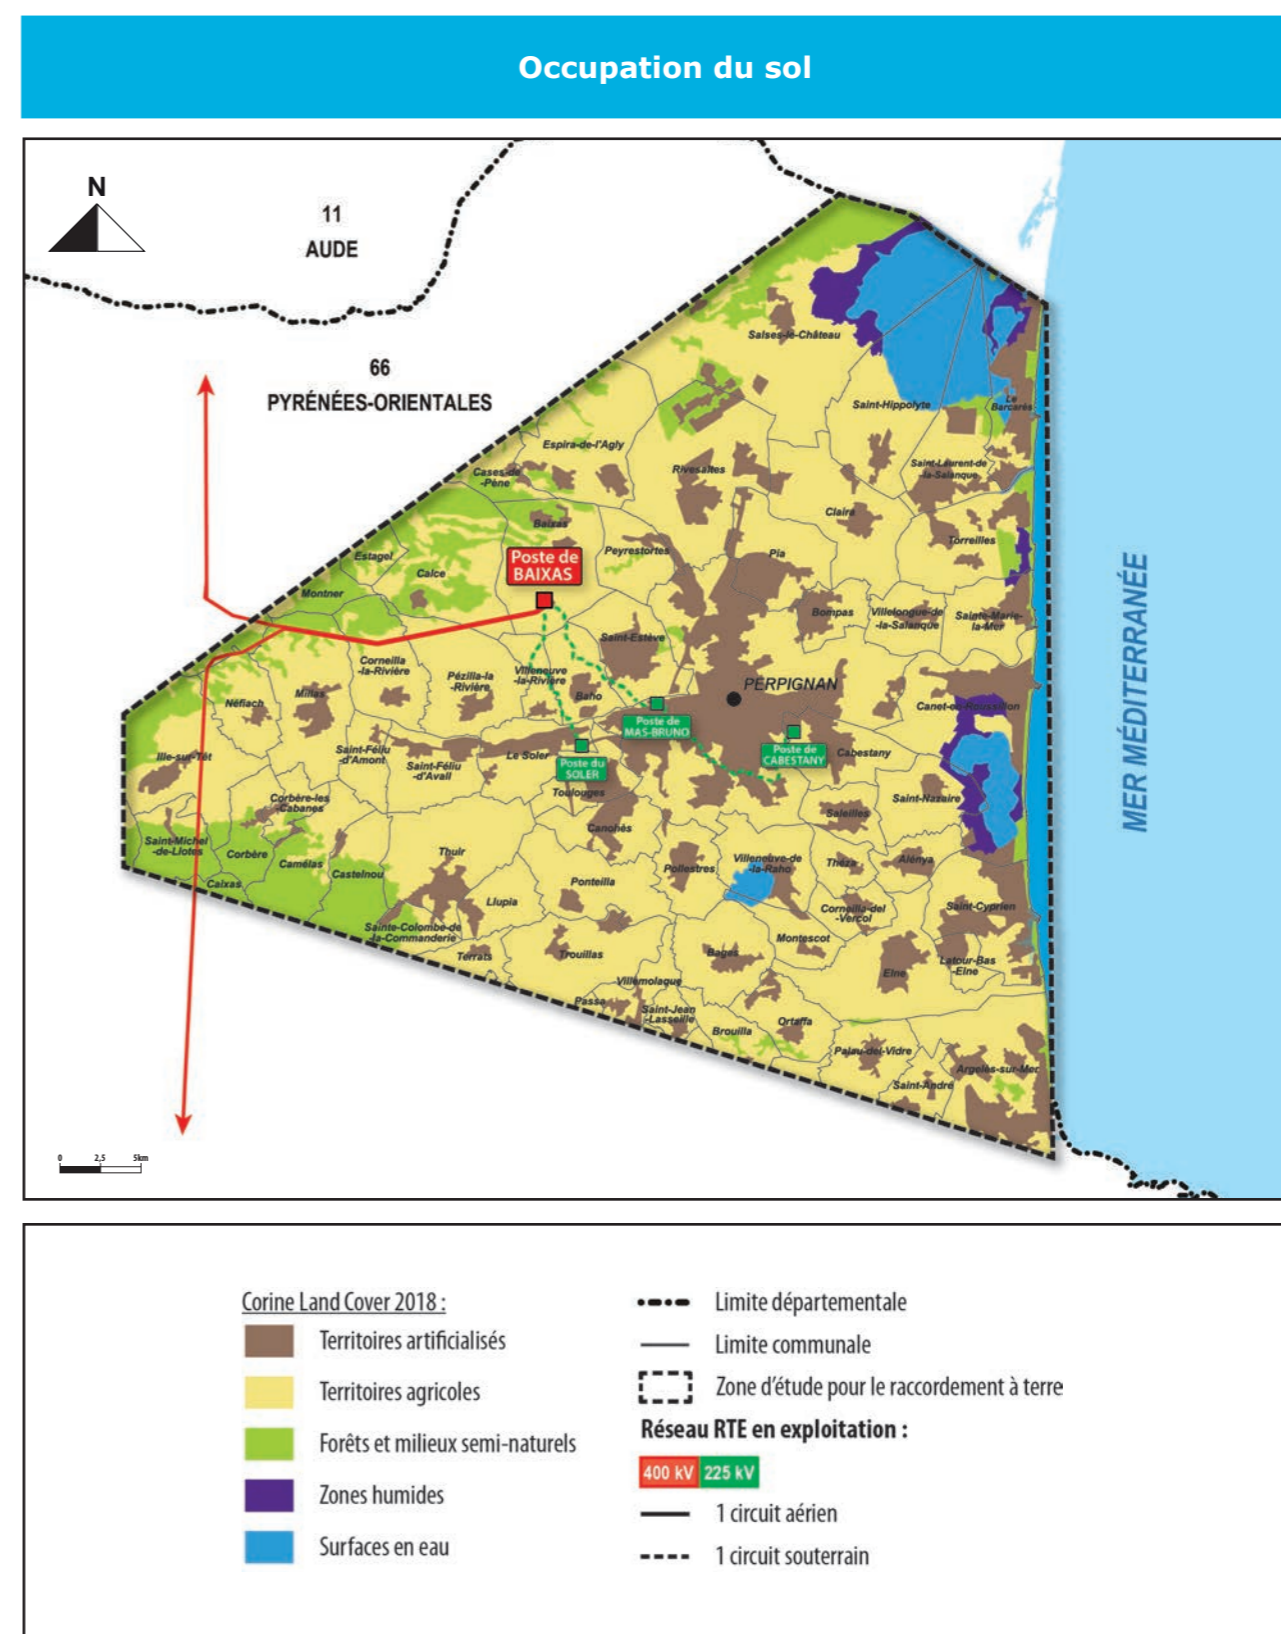 Occupation du sol
N
11
AUDE
66
PYRÉNÉES-ORIENTALES
Salses-le-Château
Saint-Hippolyte
Le
Barcarès
Espira-de-l'Agly
Cases-de
-Pène
Rivesaltes
Saint-Laurent-de
-la-Salanque
Baixas
Claira
Torreilles
Estagel
Calce
Poste de
BAIXAS
Peyrestortes
Pia
Montner
Bompas
Villelongue-de
-la-Salanque
Sainte-Marie-
la-Mer
Saint-Estève
Corneilla
-la-Rivière
Pézilla-la
-Rivière
Villeneuve
-la-Rivière
Baho
PERPIGNAN
Néfiach
Millas
Canet-en-Roussillon
Poste de
MAS-BRUNO
Poste de
CABESTANY
Cabestany
Ille-sur-Têt
Saint-Féliu
-d'Amont
Saint-Féliu
-d'Avall
Le Soler
Poste du
SOLER
Toulouges
Saint-Nazaire
Corbère-les
-Cabanes
Saleilles
Canohès
Saint-Michel
-de-Llotes
Corbère
Camélas
Castelnou
Caixas
Thuir
Pollestres
Villeneuve-de
-la-Raho
Théza
Alénya
Ponteilla
Llupia
Corneilla-del
-Vercol
Saint-Cyprien
Sainte-Colombe-de
-la-Commanderie
Terrats
Trouillas
Bages
Montescot
Elne
Latour-Bas
-Elne
Villemolaque
Passa
Saint-Jean
-Lasseille
Brouilla
Ortaffa
Palau-del-Vidre
Saint-André
Argelès-sur-Mer
MER MÉDITERRANÉE
0 2,5 5km
Corine Land Cover 2018 :
Territoires artificialisés
Territoires agricoles
Forêts et milieux semi-naturels
Zones humides
Surfaces en eau
Limite départementale
Limite communale
Zone d'étude pour le raccordement à terre
Réseau RTE en exploitation :
400 kV 225 kV
1 circuit aérien
1 circuit souterrain